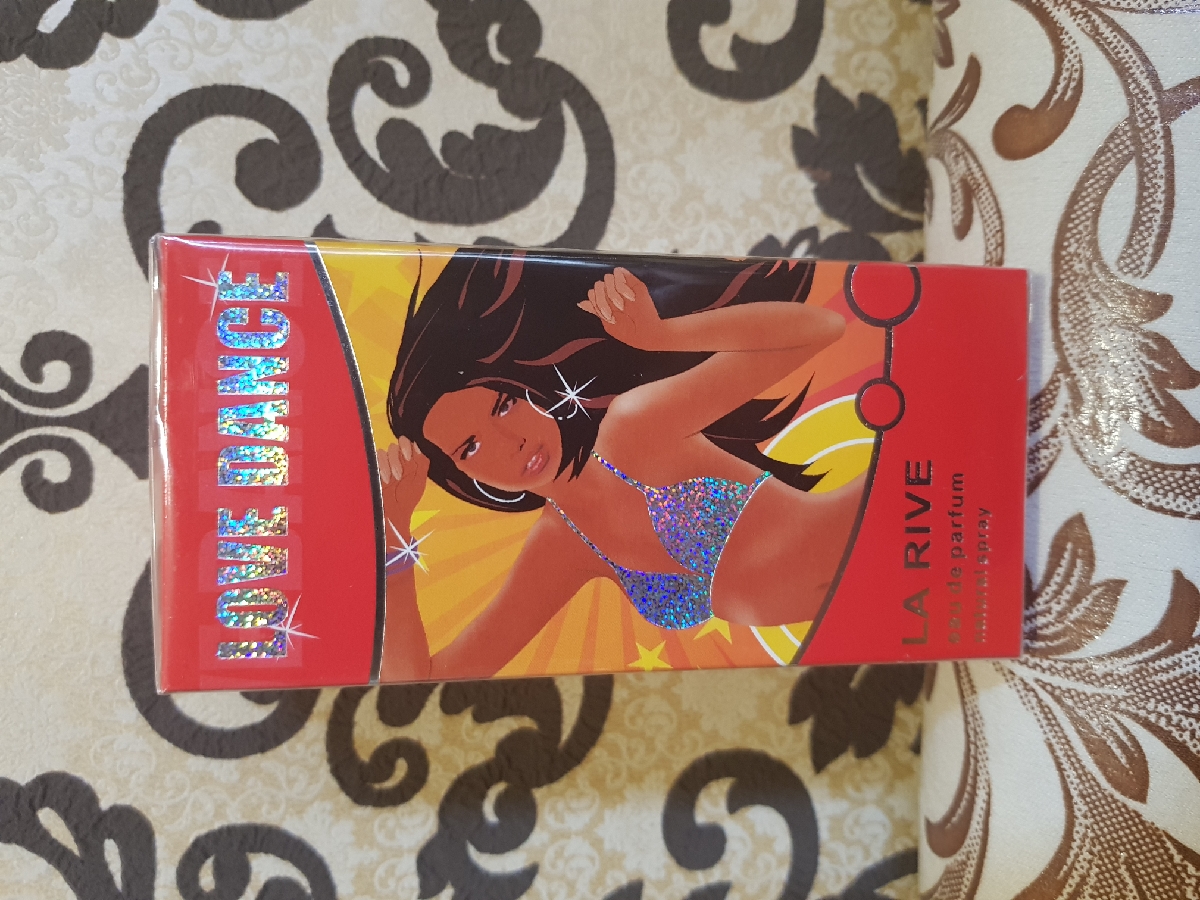 LOVE DANCE
LA RIVE
eau de parfum
natural spray